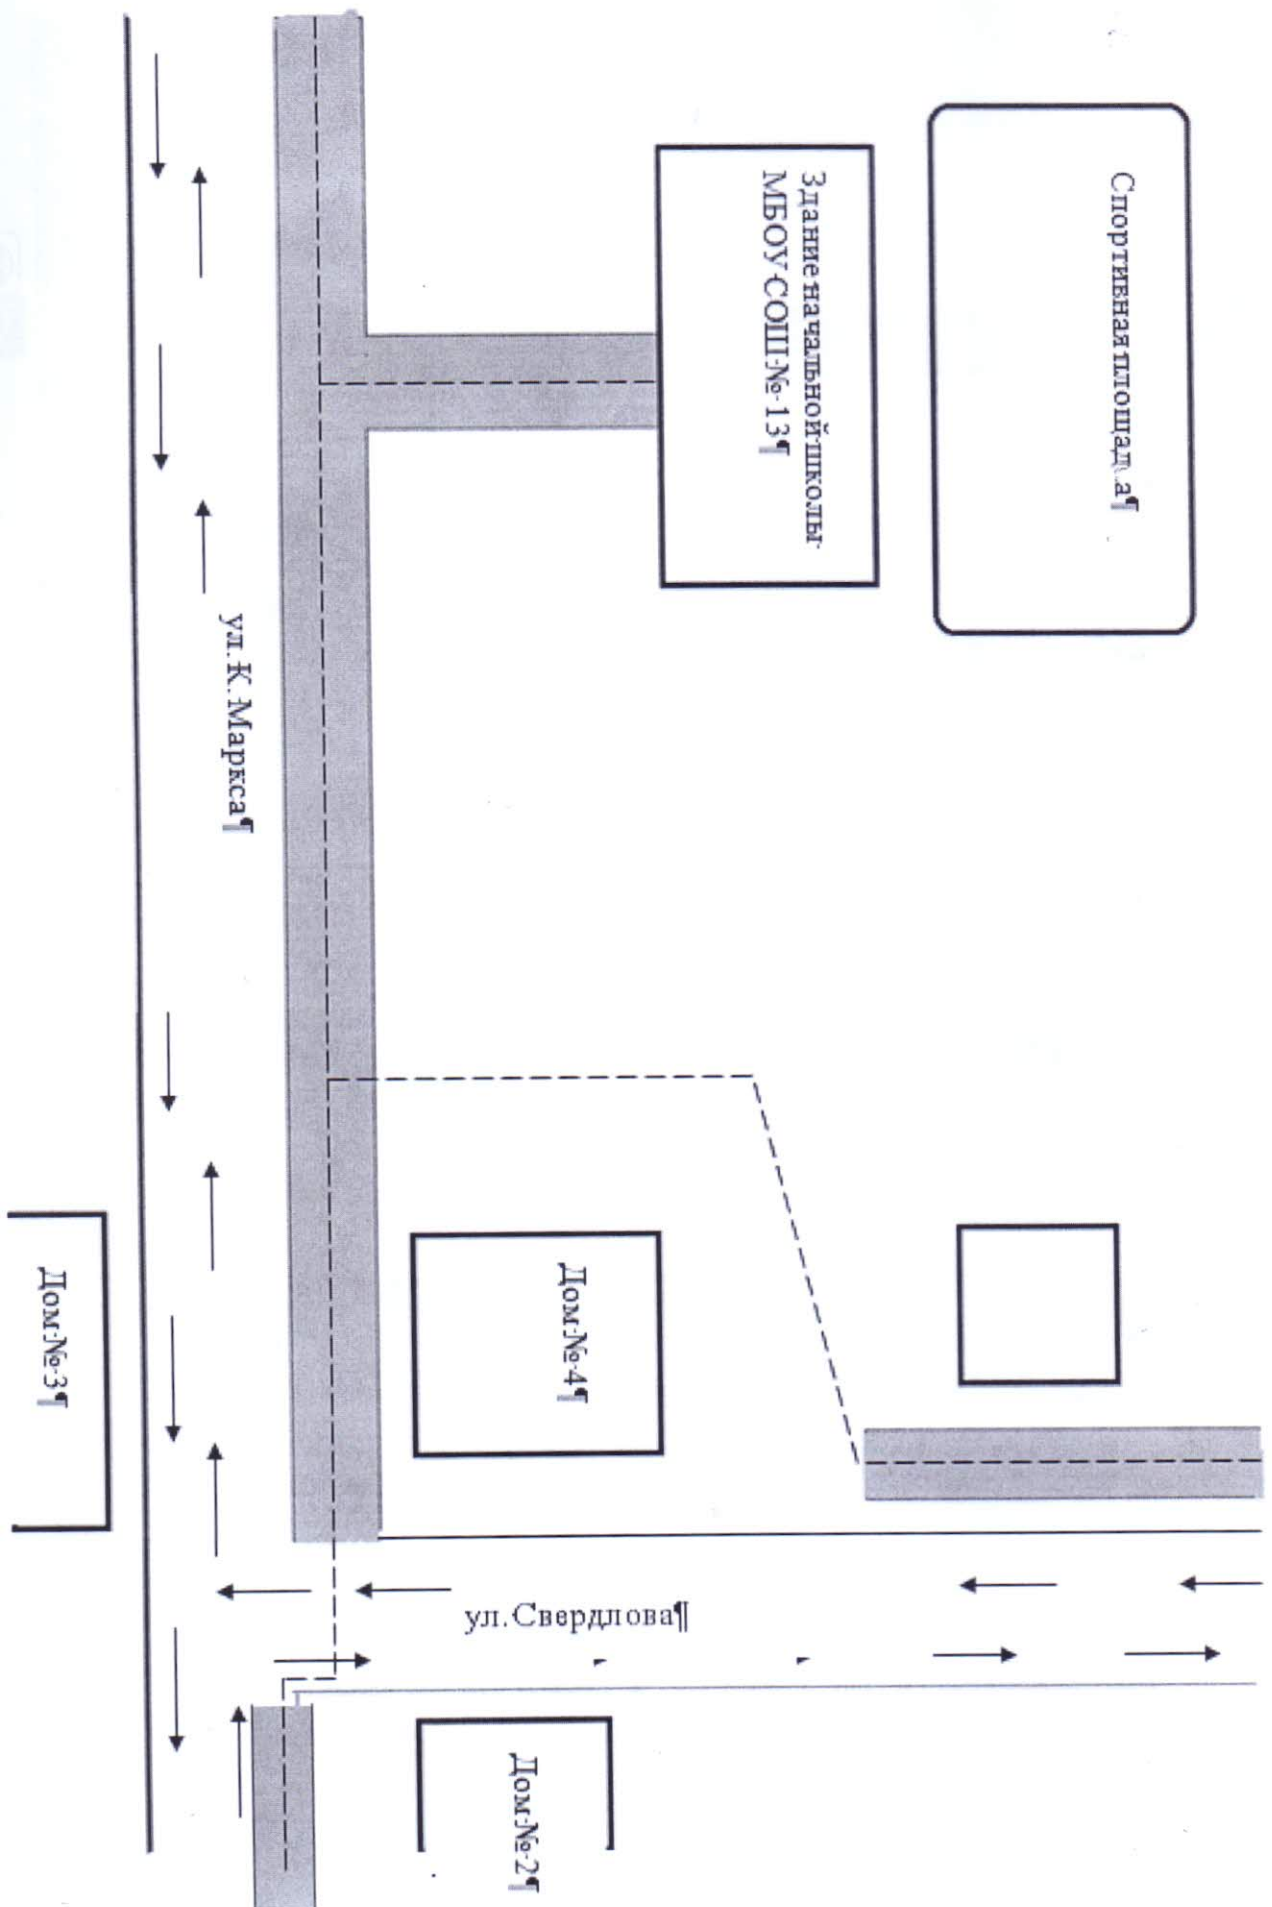 Спортивная площадка¶
Здание начальной школы
МБОУ СОШ № 13¶
ул. К. Маркса¶
Дом № 4¶
Дом № 3¶
ул. Свердлова¶
Дом № 2¶